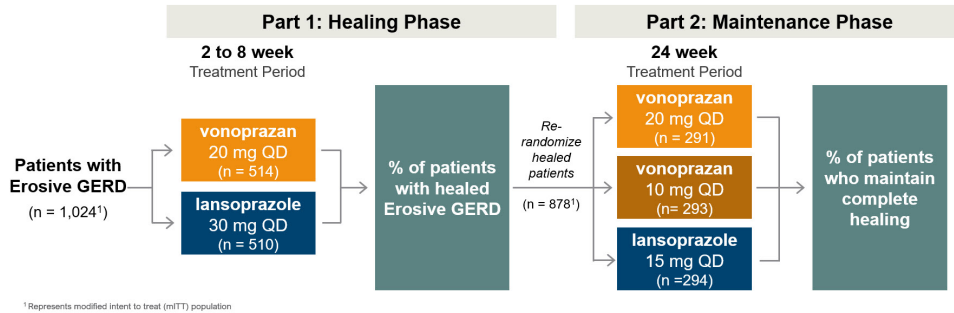 Part 1: Healing Phase
Part 2: Maintenance Phase
2 to 8 week
Treatment Period
24 week
Treatment Period
Patients with
Erosive GERD
(n = 1,024¹)
vonoprazan
20 mg QD
(n = 514)
lansoprazole
30 mg QD
(n = 510)
% of patients
with healed
Erosive GERD
Re-
randomize
healed
patients
(n = 878¹)
vonoprazan
20 mg QD
(n = 291)
vonoprazan
10 mg QD
(n= 293)
lansoprazole
15 mg QD
(n =294)
% of patients
who maintain
complete
healing
¹ Represents modified intent to treat (mITT) population